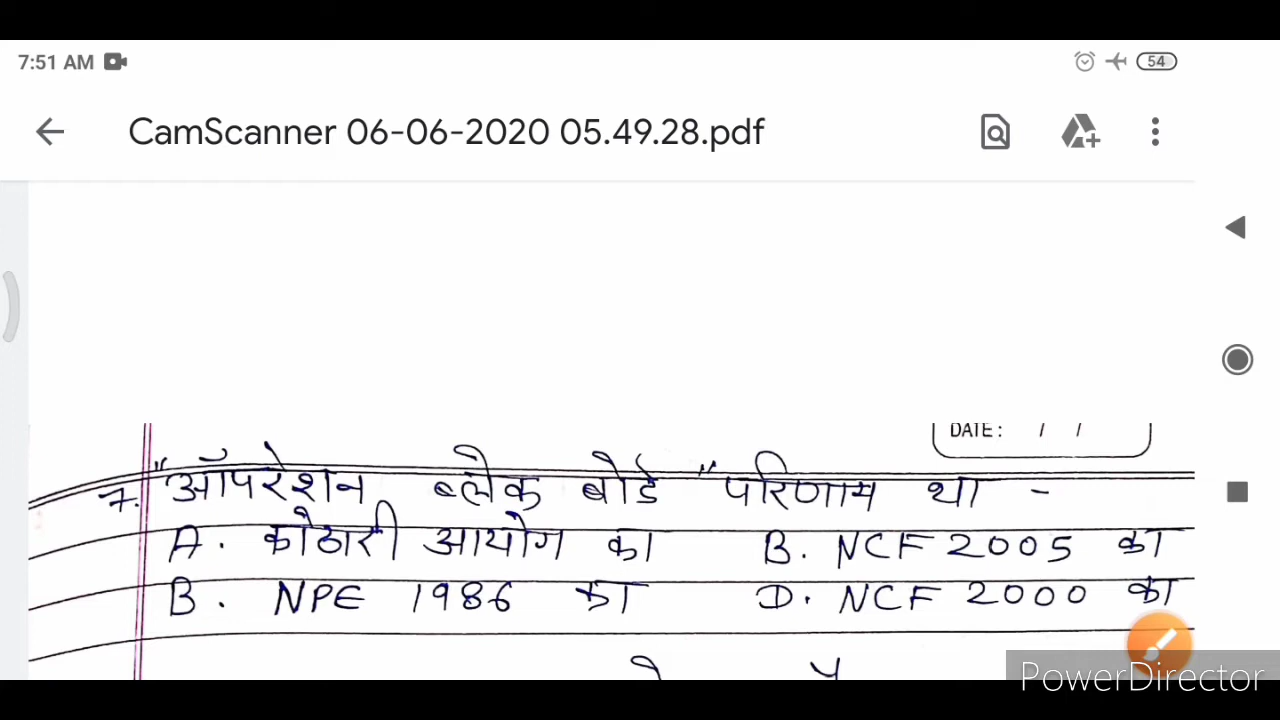 7:51 AM
54
CamScanner 06-06-2020 05.49.28.pdf
DATE: / /
7. "ऑपरेशन ब्लैक बोर्ड" परिणाम था -
A. कोठारी आयोग का B. NCF 2005 का
B. NPE 1986 का D. NCF 2000 का
PowerDirector